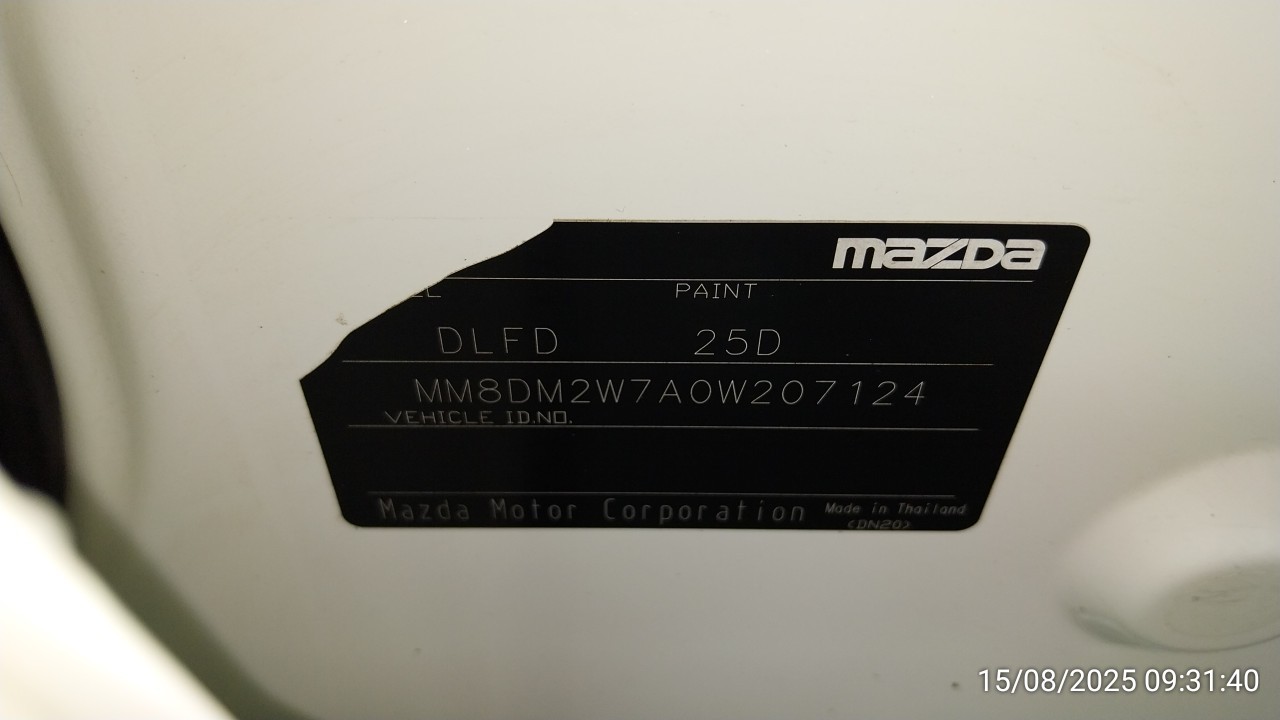 mazda
PAINT
DLFD 25D
MM8DM2W7A0W207124
VEHICLE ID.NO.
Mazda Motor Corporation Made in Thailand
(DN20)
15/08/2025 09:31:40